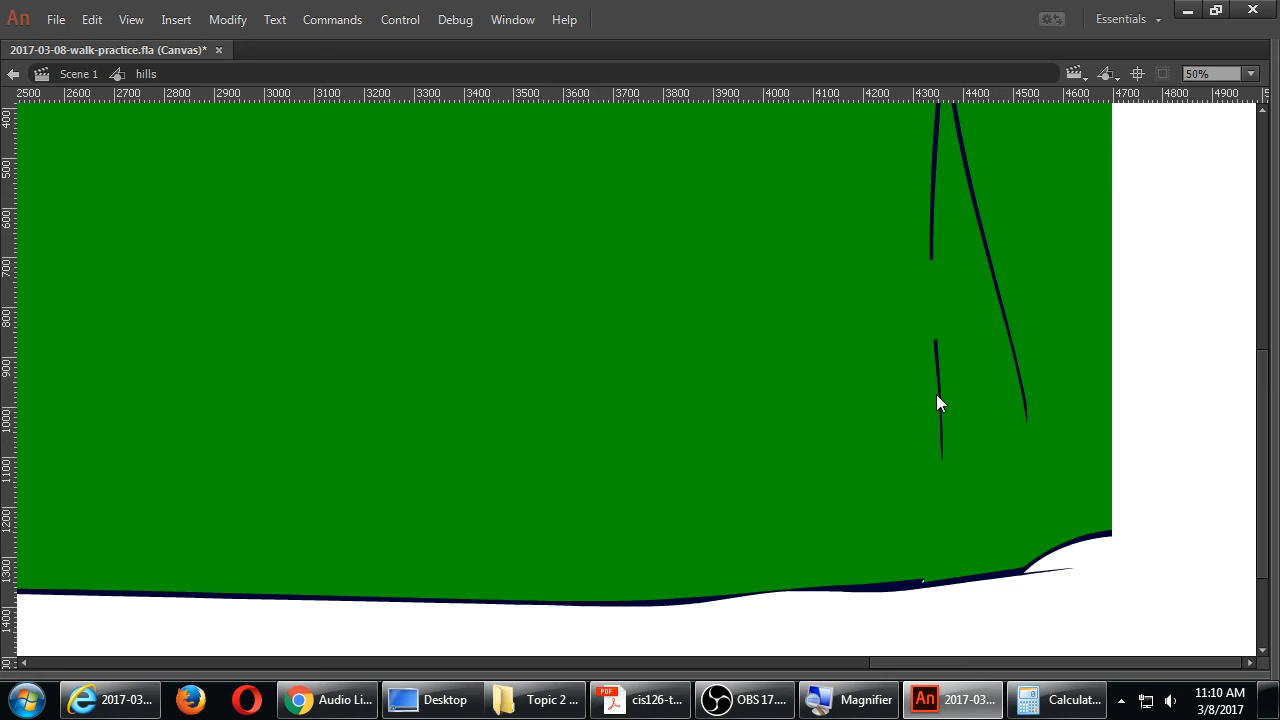 An File Edit View Insert Modify Text Commands Control Debug Window Help Essentials
2017-03-08-walk-practice.fla (Canvas)* ×
Scene 1 hills 50%
2500 2600 2700 2800 2900 3000 3100 3200 3300 3400 3500 3600 3700 3800 3900 4000 4100 4200 4300 4400 4500 4600 4700 4800 4900
400
500
600
700
800
900
1000
1100
1200
1300
1400
2017-03... Audio Li... Desktop Topic 2 ... PDF cis126-t... OBS 17.... Magnifier An 2017-03... Calculat... 11:10 AM
3/8/2017